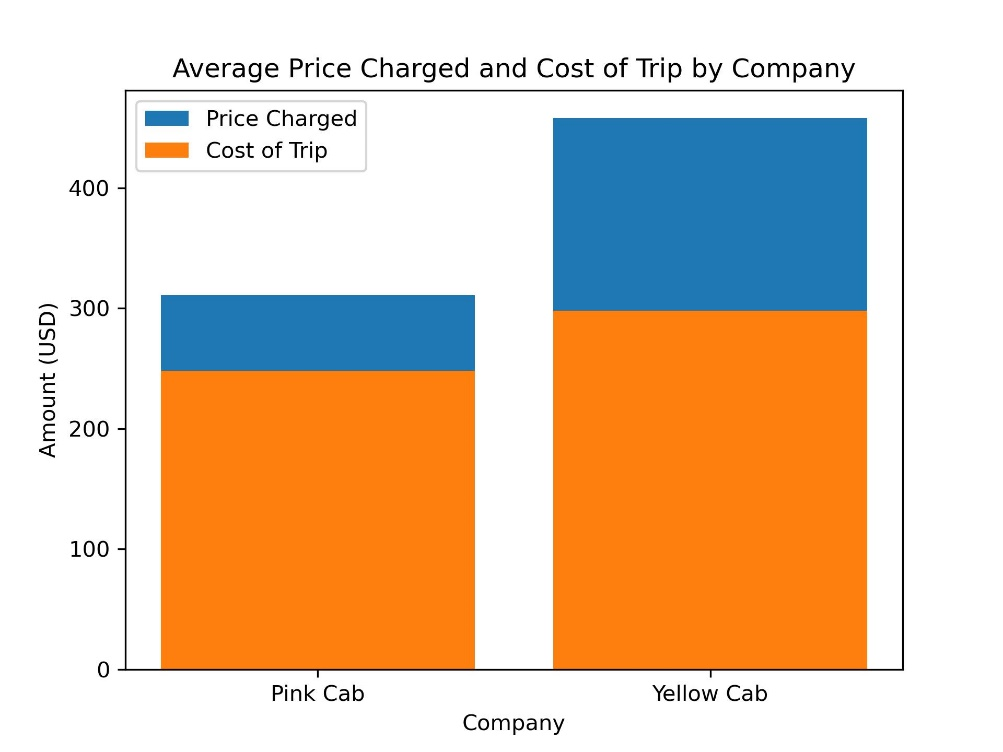 Average Price Charged and Cost of Trip by Company
Price Charged
Cost of Trip
400
300
200
100
0
Amount (USD)
Pink Cab
Yellow Cab
Company